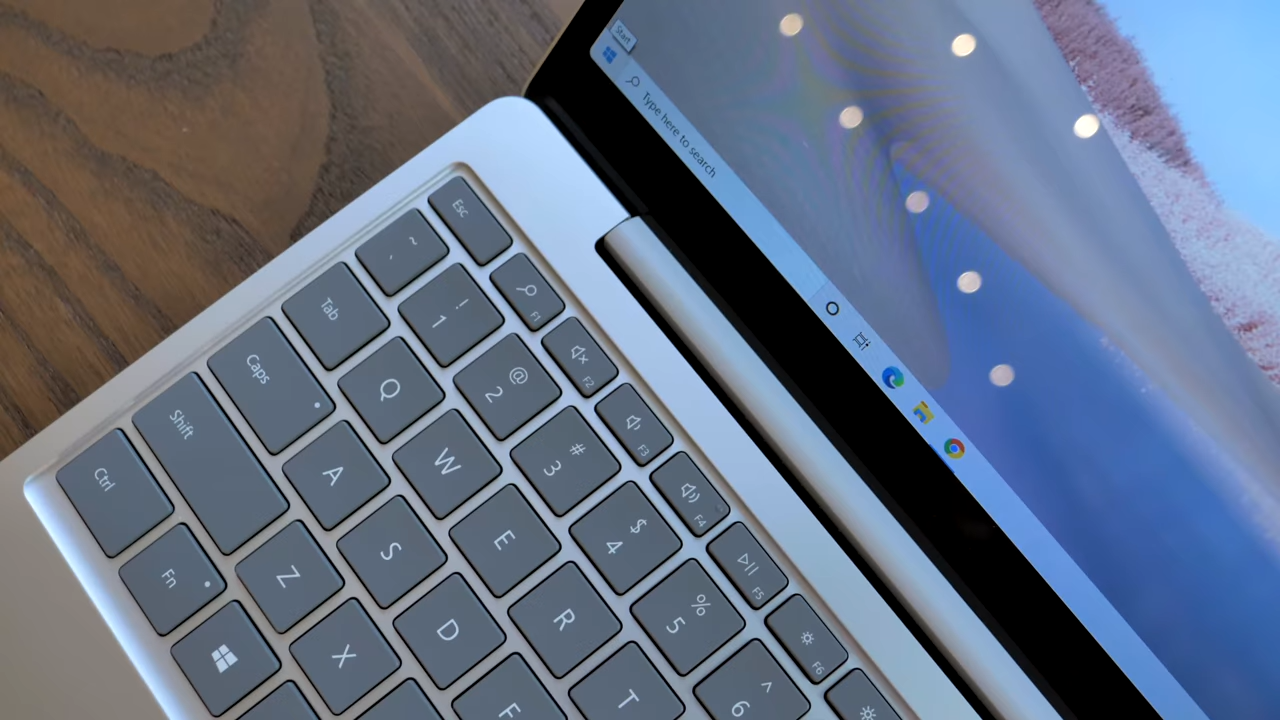 Start
Type here to search
Esc
F1
F2
F3
F4
F5
F6
~
`
!
1
@
2
#
3
$
4
%
5
^
6
Tab
Q
W
E
R
T
Caps
A
S
D
F
Shift
Z
X
Ctrl
Fn